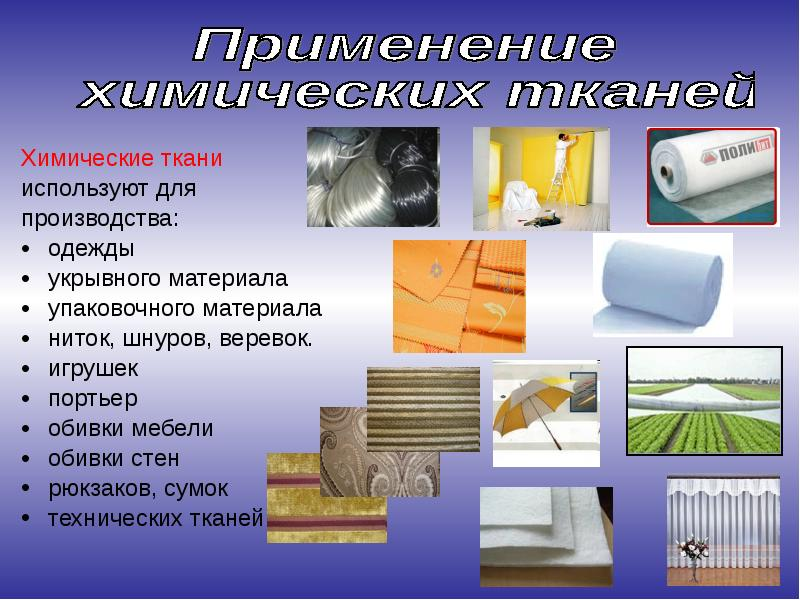 Применение
химических тканей
Химические ткани
используют для
производства:
• одежды
• укрывного материала
• упаковочного материала
• ниток, шнуров, веревок.
• игрушек
• портьер
• обивки мебели
• обивки стен
• рюкзаков, сумок
• технических тканей
ПОЛИ